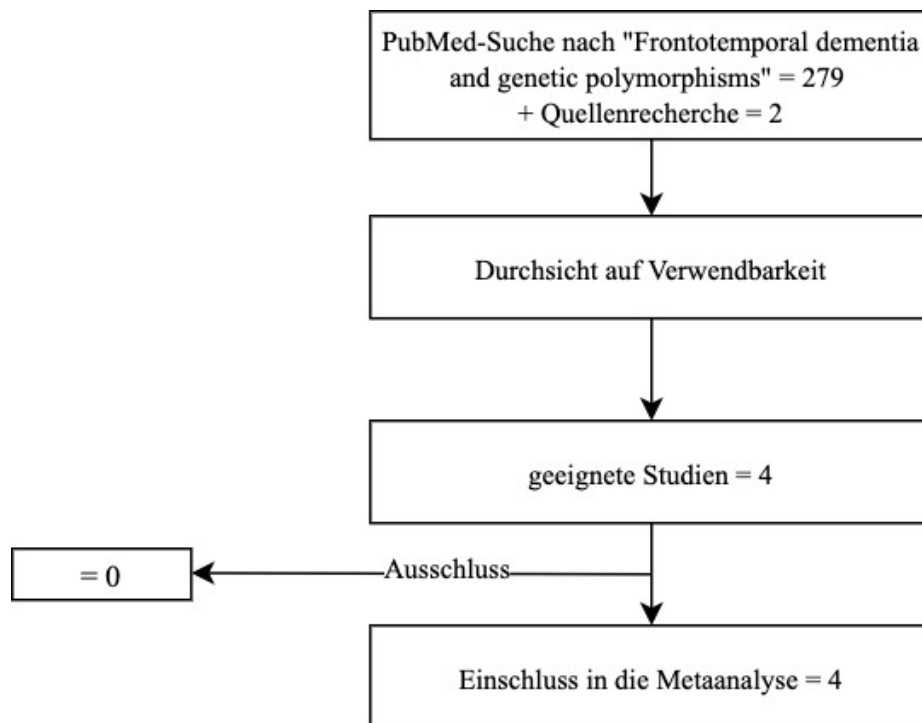 PubMed-Suche nach "Frontotemporal dementia
and genetic polymorphisms" = 279
+ Quellenrecherche = 2
Durchsicht auf Verwendbarkeit
geeignete Studien = 4
Ausschluss
= 0
Einschluss in die Metaanalyse = 4